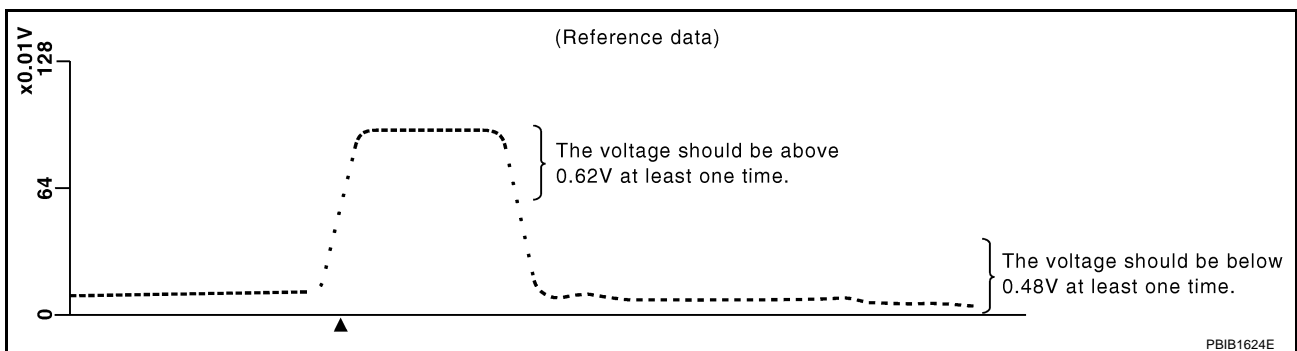 (Reference data)
x0.01V
128
64
0
The voltage should be above
0.62V at least one time.
The voltage should be below
0.48V at least one time.
PBIB1624E